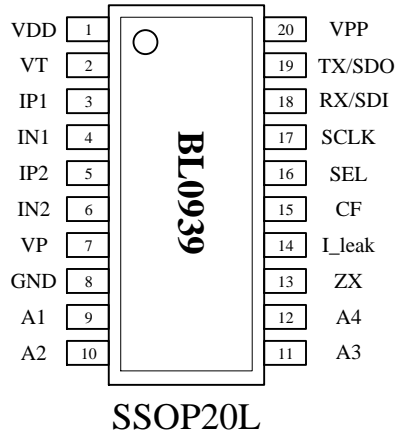 VDD 1 20 VPP
VT 2 19 TX/SDO
IP1 3 18 RX/SDI
IN1 4 17 SCLK
IP2 5 16 SEL
IN2 6 15 CF
VP 7 14 I_leak
GND 8 13 ZX
A1 9 12 A4
A2 10 11 A3
BL0939
SSOP20L